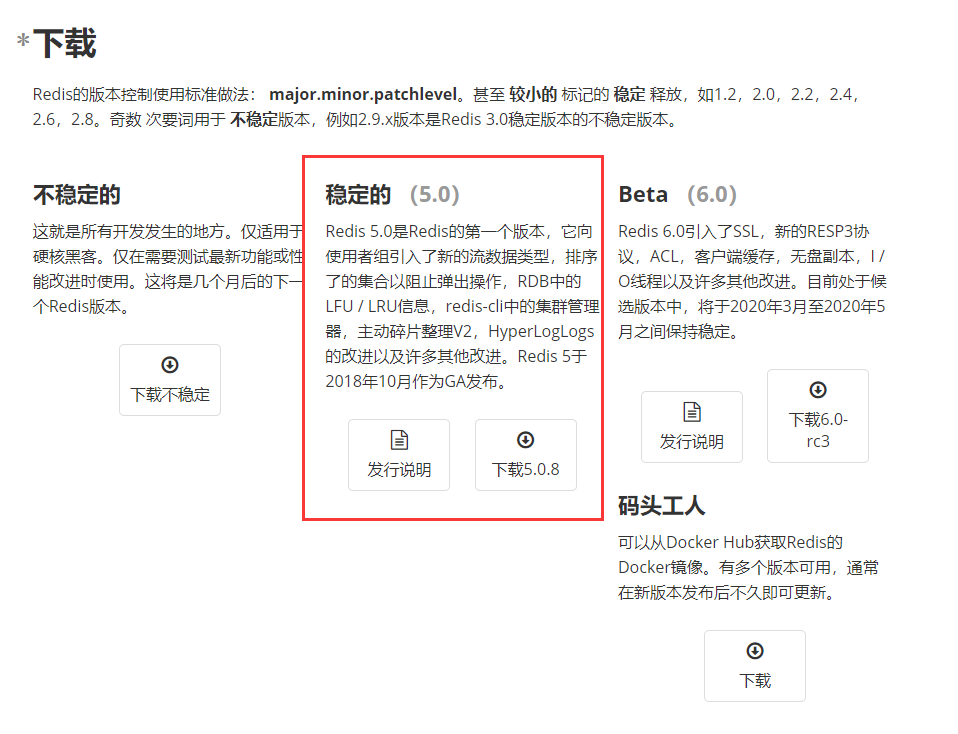 *下载
Redis的版本控制使用标准做法： major.minor.patchlevel。甚至 较小的 标记的 稳定 释放，如1.2，2.0，2.2，2.4，
2.6，2.8。奇数 次要词用于 不稳定版本，例如2.9.x版本是Redis 3.0稳定版本的不稳定版本。
不稳定的
这就是所有开发发生的地方。仅适用于
硬核黑客。仅在需要测试最新功能或性
能改进时使用。这将是几个月后的下一
个Redis版本。
下载不稳定
稳定的 （5.0）
Redis 5.0是Redis的第一个版本，它向
使用者组引入了新的流数据类型，排序
了的集合以阻止弹出操作，RDB中的
LFU / LRU信息，redis-cli中的集群管理
器，主动碎片整理V2，HyperLogLogs
的改进以及许多其他改进。Redis 5于
2018年10月作为GA发布。
发行说明
下载5.0.8
Beta （6.0）
Redis 6.0引入了SSL，新的RESP3协
议，ACL，客户端缓存，无盘副本，I /
O线程以及许多其他改进。目前处于候
选版本中，将于2020年3月至2020年5
月之间保持稳定。
发行说明
下载6.0-
rc3
码头工人
可以从Docker Hub获取Redis的
Docker镜像。有多个版本可用，通常
在新版本发布后不久即可更新。
下载